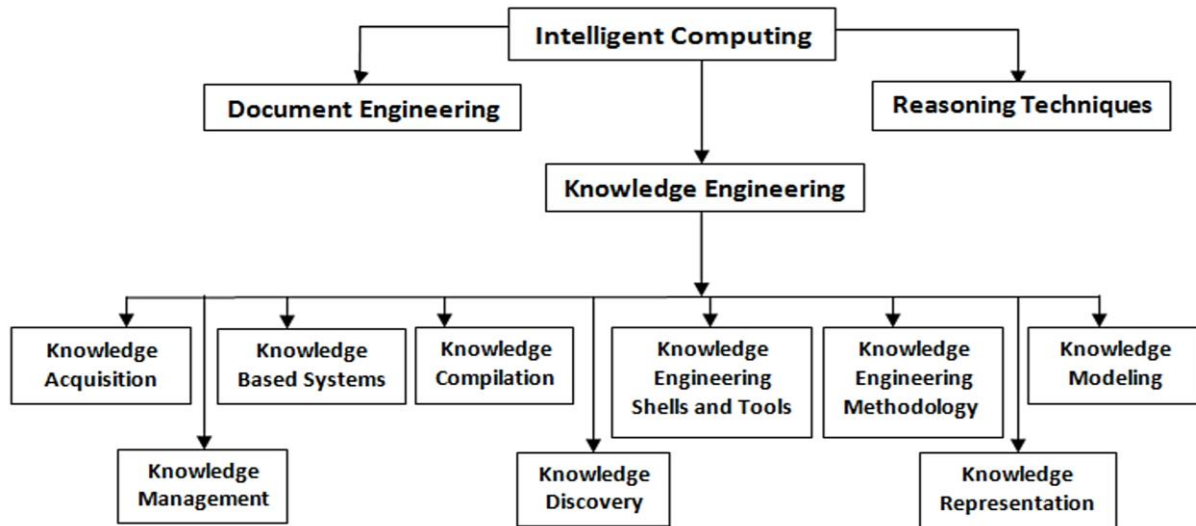 Intelligent Computing
Document Engineering
Reasoning Techniques
Knowledge Engineering
Knowledge
Acquisition
Knowledge
Based Systems
Knowledge
Compilation
Knowledge
Engineering
Shells and Tools
Knowledge
Engineering
Methodology
Knowledge
Modeling
Knowledge
Management
Knowledge
Discovery
Knowledge
Representation